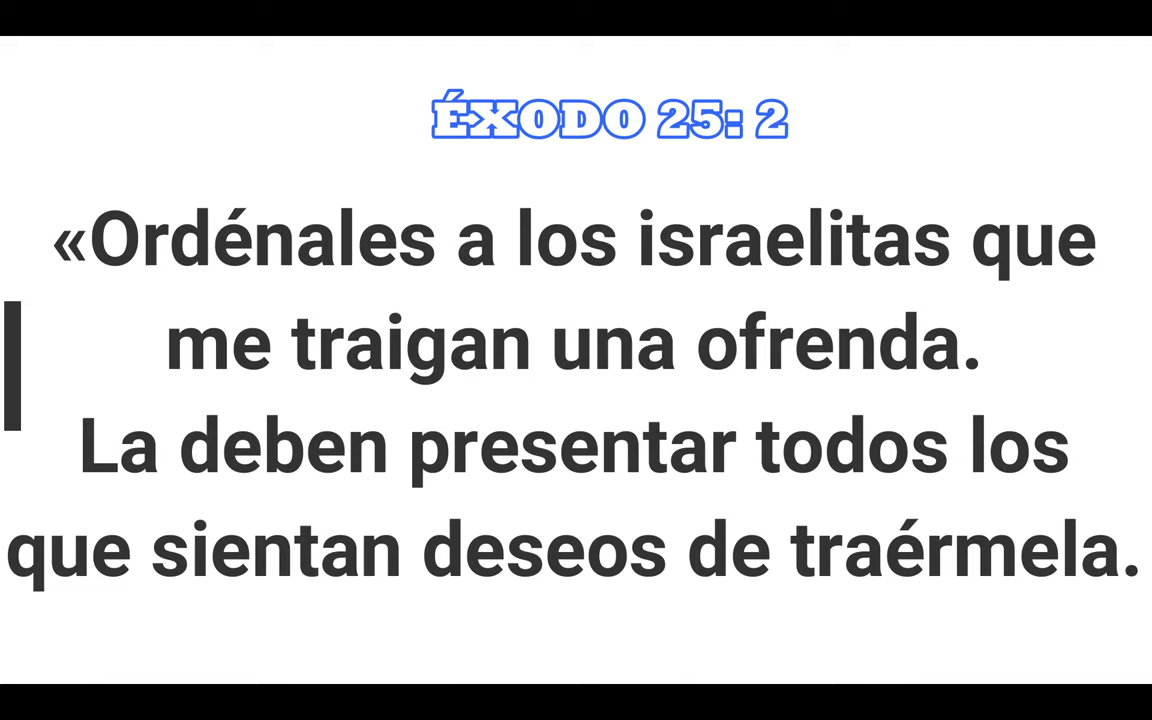 ÉXODO 25: 2
«Ordénales a los israelitas que
me traigan una ofrenda.
La deben presentar todos los
que sientan deseos de traérmela.